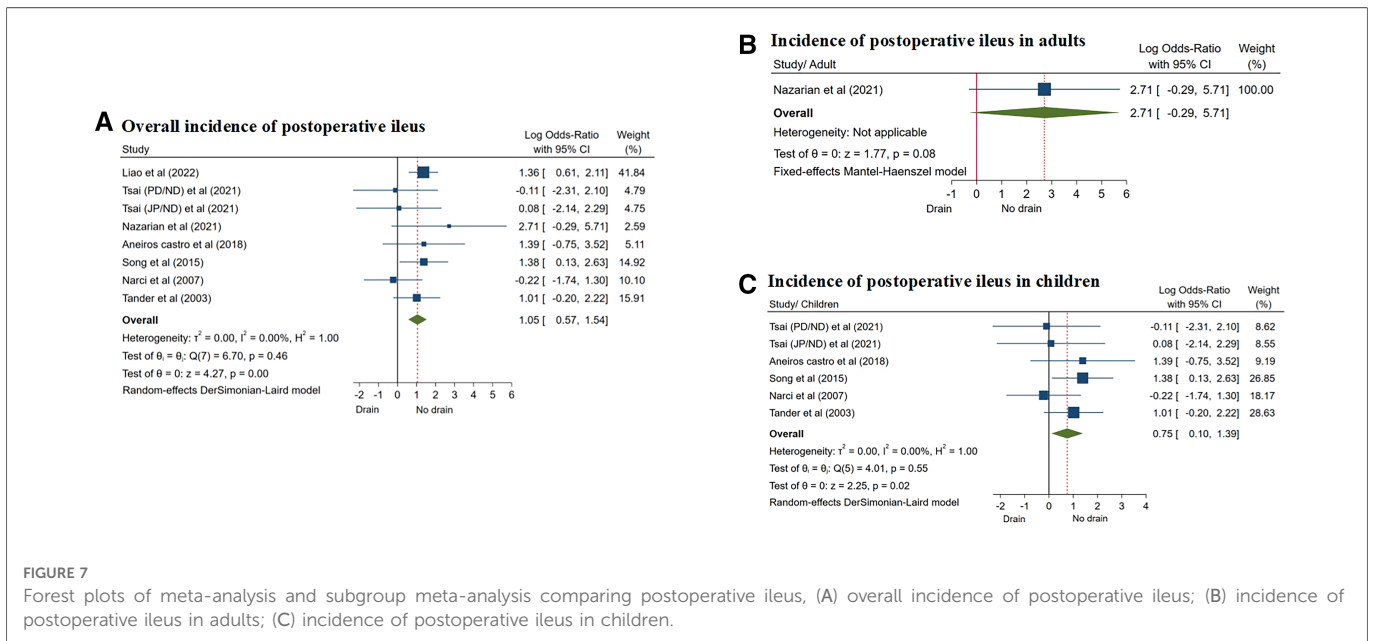 A Overall incidence of postoperative ileus
Log Odds-Ratio Weight
Study with 95% CI (%)
Liao et al (2022) 1.36 [ 0.61, 2.11] 41.84
Tsai (PD/ND) et al (2021) -0.11 [ -2.31, 2.10] 4.79
Tsai (JP/ND) et al (2021) 0.08 [ -2.14, 2.29] 4.75
Nazarian et al (2021) 2.71 [ -0.29, 5.71] 2.59
Aneiros castro et al (2018) 1.39 [ -0.75, 3.52] 5.11
Song et al (2015) 1.38 [ 0.13, 2.63] 14.92
Narci et al (2007) -0.22 [ -1.74, 1.30] 10.10
Tander et al (2003) 1.01 [ -0.20, 2.22] 15.91
Overall 1.05 [ 0.57, 1.54]
Heterogeneity: τ² = 0.00, I² = 0.00%, H² = 1.00
Test of θᵢ = θⱼ: Q(7) = 6.70, p = 0.46
Test of θ = 0: z = 4.27, p = 0.00
Random-effects DerSimonian-Laird model
-2 -1 0 1 2 3 4 5 6
Drain No drain
B Incidence of postoperative ileus in adults
Log Odds-Ratio Weight
Study/ Adult with 95% CI (%)
Nazarian et al (2021) 2.71 [ -0.29, 5.71] 100.00
Overall 2.71 [ -0.29, 5.71]
Heterogeneity: Not applicable
Test of θ = 0: z = 1.77, p = 0.08
Fixed-effects Mantel-Haenszel model
-1 0 1 2 3 4 5 6
Drain No drain
C Incidence of postoperative ileus in children
Log Odds-Ratio Weight
Study/ Children with 95% CI (%)
Tsai (PD/ND) et al (2021) -0.11 [ -2.31, 2.10] 8.62
Tsai (JP/ND) et al (2021) 0.08 [ -2.14, 2.29] 8.55
Aneiros castro et al (2018) 1.39 [ -0.75, 3.52] 9.19
Song et al (2015) 1.38 [ 0.13, 2.63] 26.85
Narci et al (2007) -0.22 [ -1.74, 1.30] 18.17
Tander et al (2003) 1.01 [ -0.20, 2.22] 28.63
Overall 0.75 [ 0.10, 1.39]
Heterogeneity: τ² = 0.00, I² = 0.00%, H² = 1.00
Test of θᵢ = θⱼ: Q(5) = 4.01, p = 0.55
Test of θ = 0: z = 2.25, p = 0.02
Random-effects DerSimonian-Laird model
-2 -1 0 1 2 3 4
Drain No drain
FIGURE 7
Forest plots of meta-analysis and subgroup meta-analysis comparing postoperative ileus, (A) overall incidence of postoperative ileus; (B) incidence of
postoperative ileus in adults; (C) incidence of postoperative ileus in children.